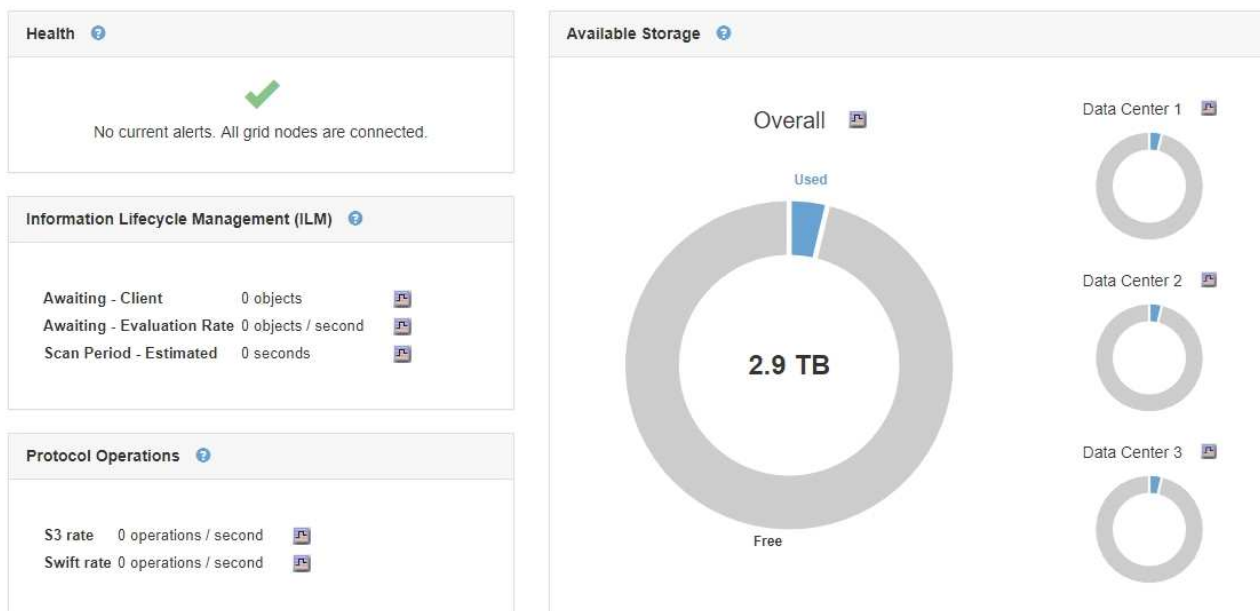 Health
No current alerts. All grid nodes are connected.
Information Lifecycle Management (ILM)
Awaiting - Client 0 objects
Awaiting - Evaluation Rate 0 objects / second
Scan Period - Estimated 0 seconds
Protocol Operations
S3 rate 0 operations / second
Swift rate 0 operations / second
Available Storage
Overall
Used
2.9 TB
Free
Data Center 1
Data Center 2
Data Center 3